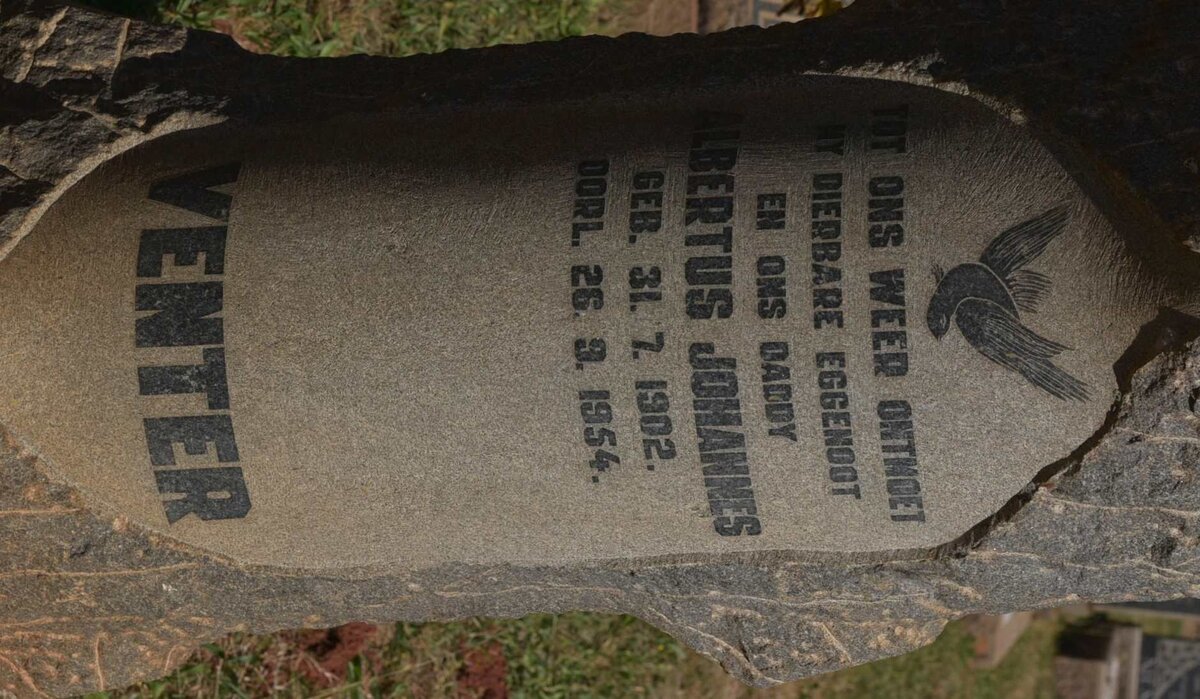 TOT ONS WEER ONTMOET
MY DIERBARE EGGENOOT
EN ONS DADDY
ALBERTUS JOHANNES
GEB. 31. 7. 1902.
OORL. 26. 9. 1954.
VENTER